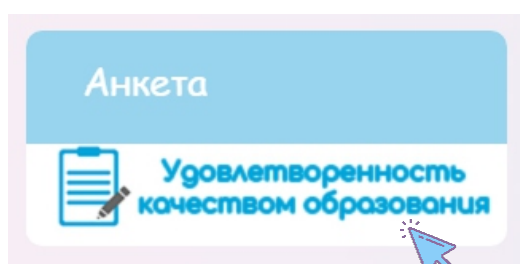 Анкета
Удовлетворенность
качеством образования